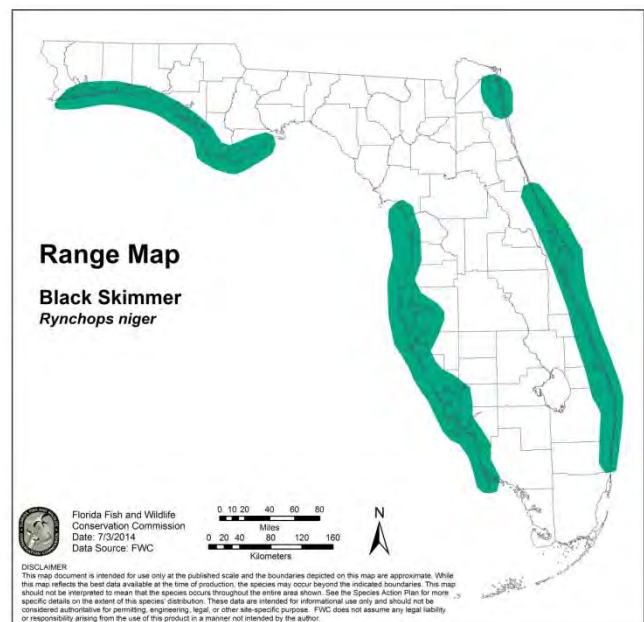 Range Map
Black Skimmer
Rynchops niger
Florida Fish and Wildlife
Conservation Commission
Date: 7/3/2014
Data Source: FWC
0 10 20 40 60 80
Miles
0 20 40 80 120 160
Kilometers
N
DISCLAIMER
This map document is intended for use only at the published scale and the boundaries depicted on this map are approximate. While
this map reflects the best data available at the time of production, the species may occur beyond the indicated boundaries. This map
should not be interpreted to mean that the species occurs throughout the entire area shown. See the Species Action Plan for more
specific details on the extent of this species' distribution. These data are intended for informational use only and should not be
considered authoritative for permitting, engineering, legal, or other site-specific purpose. FWC does not assume any legal liability
or responsibility arising from the use of this product in a manner not intended by the author.